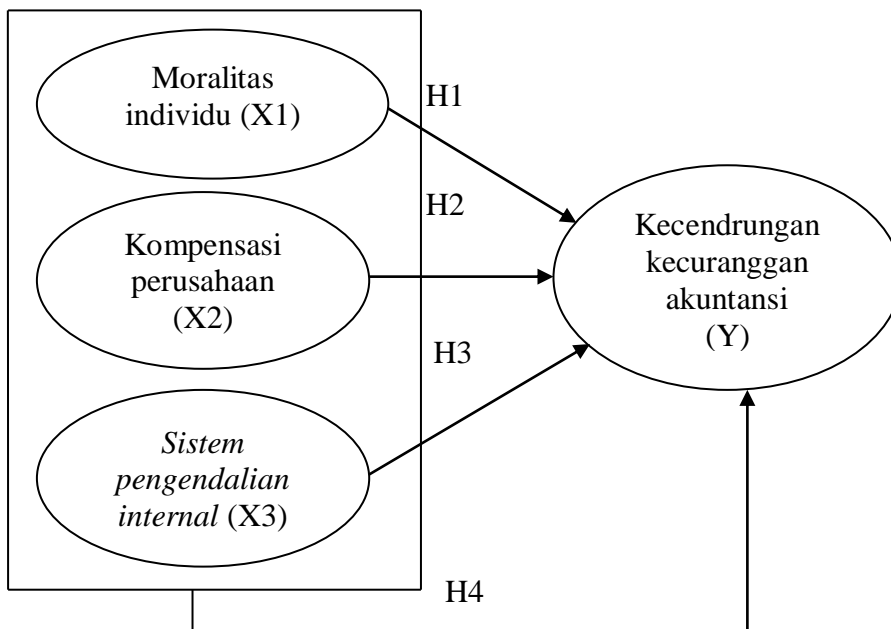 Moralitas
individu (X1)
H1
H2
Kompensasi
perusahaan
(X2)
Kecendrungan
kecuranggan
akuntansi
(Y)
H3
Sistem
pengendalian
internal (X3)
H4